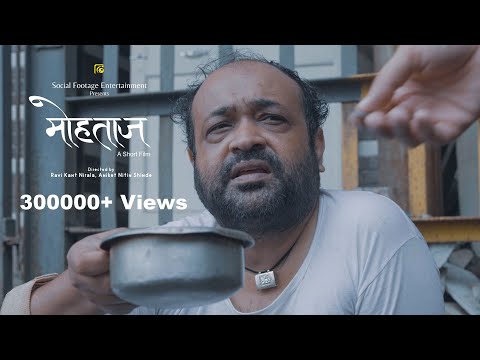 Social Footage Entertainment
Presents
मोहताज
A Short Film
Directed by
Ravi Kant Nirala, Aniket Nitin Shinde
300000+ Views